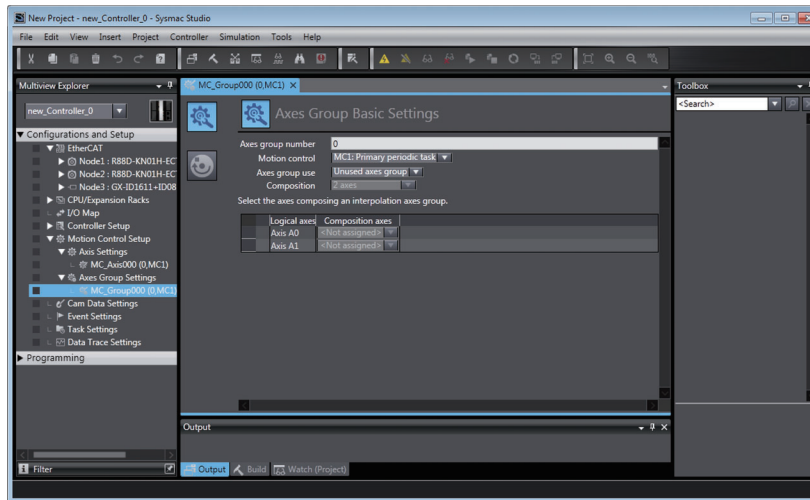 New Project - new_Controller_0 - Sysmac Studio
File Edit View Insert Project Controller Simulation Tools Help
Multiview Explorer
new_Controller_0
Configurations and Setup
EtherCAT
Node1 : R88D-KN01H-EC
Node2 : R88D-KN01H-EC
Node3 : GX-ID1611+ID08
CPU/Expansion Racks
I/O Map
Controller Setup
Motion Control Setup
Axis Settings
MC_Axis000 (0,MC1)
Axes Group Settings
MC_Group000 (0,MC1)
Cam Data Settings
Event Settings
Task Settings
Data Trace Settings
Programming
Filter
MC_Group000 (0,MC1)
Axes Group Basic Settings
Axes group number 0
Motion control MC1: Primary periodic task
Axes group use Unused axes group
Composition 2 axes
Select the axes composing an interpolation axes group.
Logical axes Composition axes
Axis A0 <Not assigned>
Axis A1 <Not assigned>
Output
Output Build Watch (Project)
Toolbox
<Search>